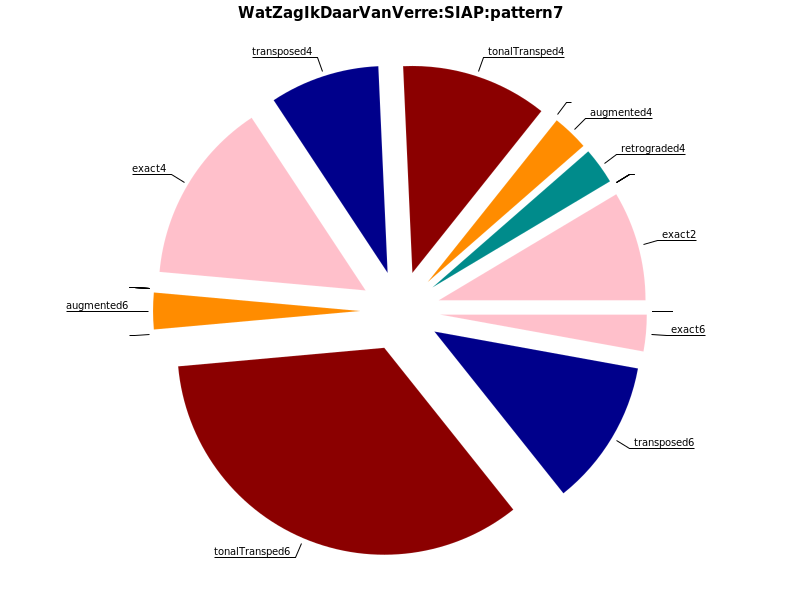 WatZagIkDaarVanVerre:SIAP:pattern7
transposed4
tonalTransped4
augmented4
retrograded4
exact4
exact2
augmented6
exact6
transposed6
tonalTransped6